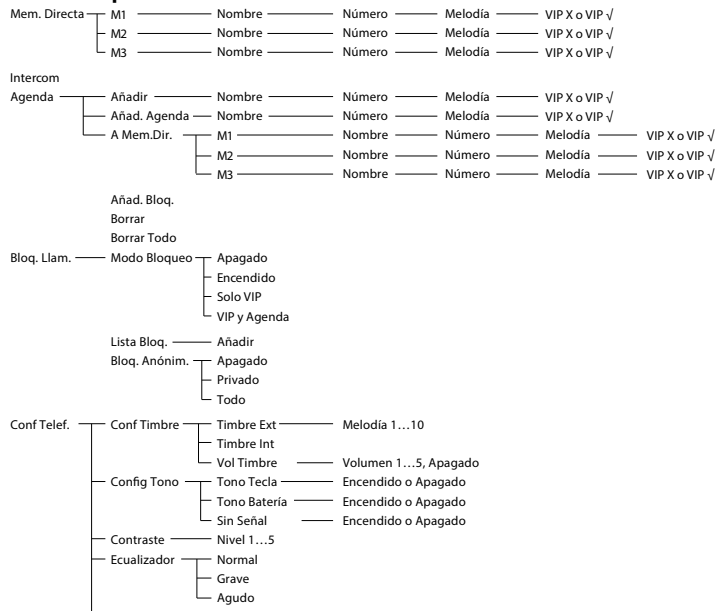 Mem. Directa M1 Nombre Número Melodía VIP X o VIP √
M2 Nombre Número Melodía VIP X o VIP √
M3 Nombre Número Melodía VIP X o VIP √
Intercom
Agenda Añadir Nombre Número Melodía VIP X o VIP √
Añad. Agenda Nombre Número Melodía VIP X o VIP √
A Mem.Dir. M1 Nombre Número Melodía VIP X o VIP √
M2 Nombre Número Melodía VIP X o VIP √
M3 Nombre Número Melodía VIP X o VIP √
Añad. Bloq.
Borrar
Borrar Todo
Bloq. Llam. Modo Bloqueo Apagado
Encendido
Solo VIP
VIP y Agenda
Lista Bloq. Añadir
Bloq. Anónim. Apagado
Privado
Todo
Conf Telef. Conf Timbre Timbre Ext Melodía 1…10
Timbre Int
Vol Timbre Volumen 1…5, Apagado
Config Tono Tono Tecla Encendido o Apagado
Tono Batería Encendido o Apagado
Sin Señal Encendido o Apagado
Contraste Nivel 1…5
Ecualizador Normal
Grave
Agudo